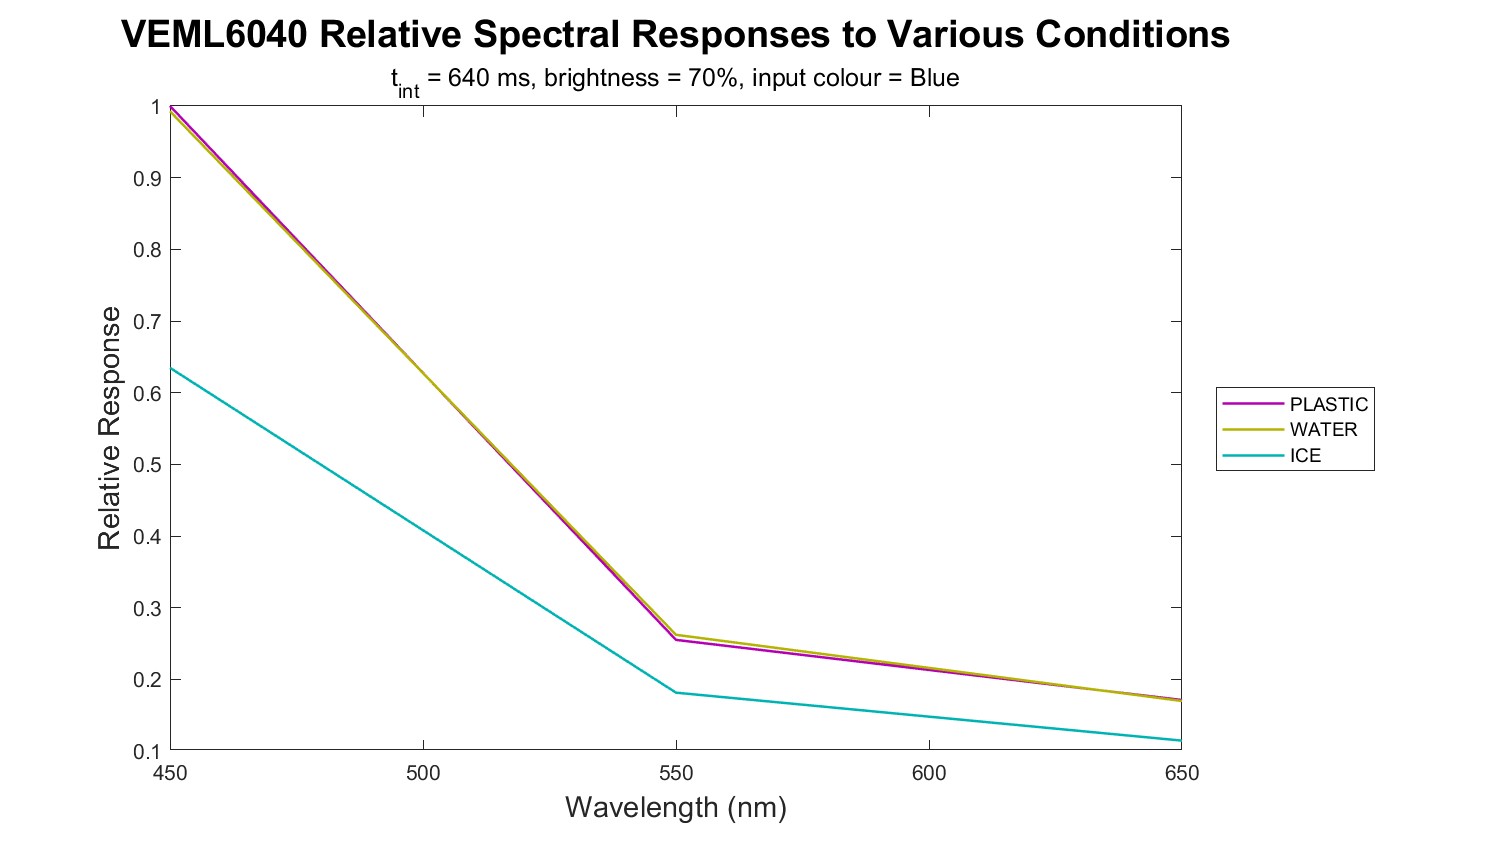 VEML6040 Relative Spectral Responses to Various Conditions
t_int = 640 ms, brightness = 70%, input colour = Blue
1
0.9
0.8
0.7
0.6
0.5
0.4
0.3
0.2
0.1
Relative Response
450 500 550 600 650
Wavelength (nm)
PLASTIC
WATER
ICE